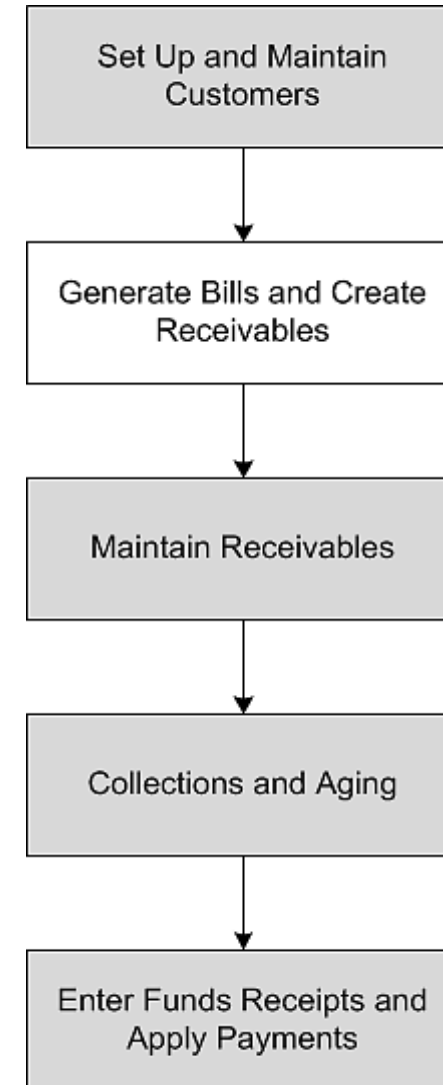 Set Up and Maintain
Customers
Generate Bills and Create
Receivables
Maintain Receivables
Collections and Aging
Enter Funds Receipts and
Apply Payments